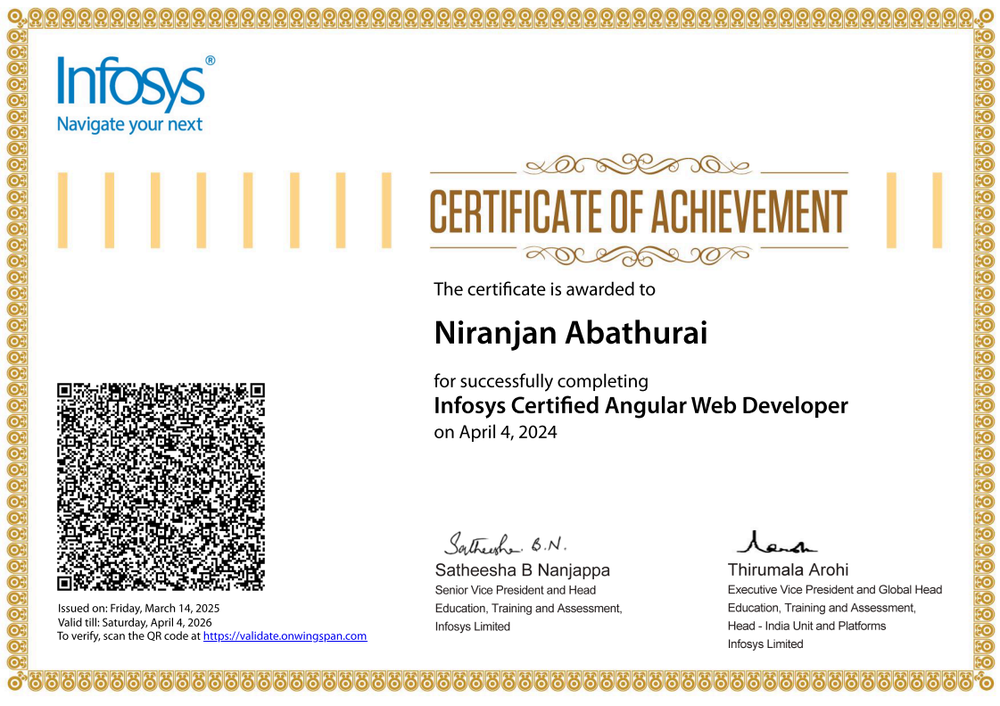 Infosys®
Navigate your next
CERTIFICATE OF ACHIEVEMENT
The certificate is awarded to
Niranjan Abathurai
for successfully completing
Infosys Certified Angular Web Developer
on April 4, 2024
Satheesha B.N.
Satheesha B Nanjappa
Senior Vice President and Head
Education, Training and Assessment,
Infosys Limited
Thirumala Arohi
Executive Vice President and Global Head
Education, Training and Assessment,
Head - India Unit and Platforms
Infosys Limited
Issued on: Friday, March 14, 2025
Valid till: Saturday, April 4, 2026
To verify, scan the QR code at https://validate.onwingspan.com